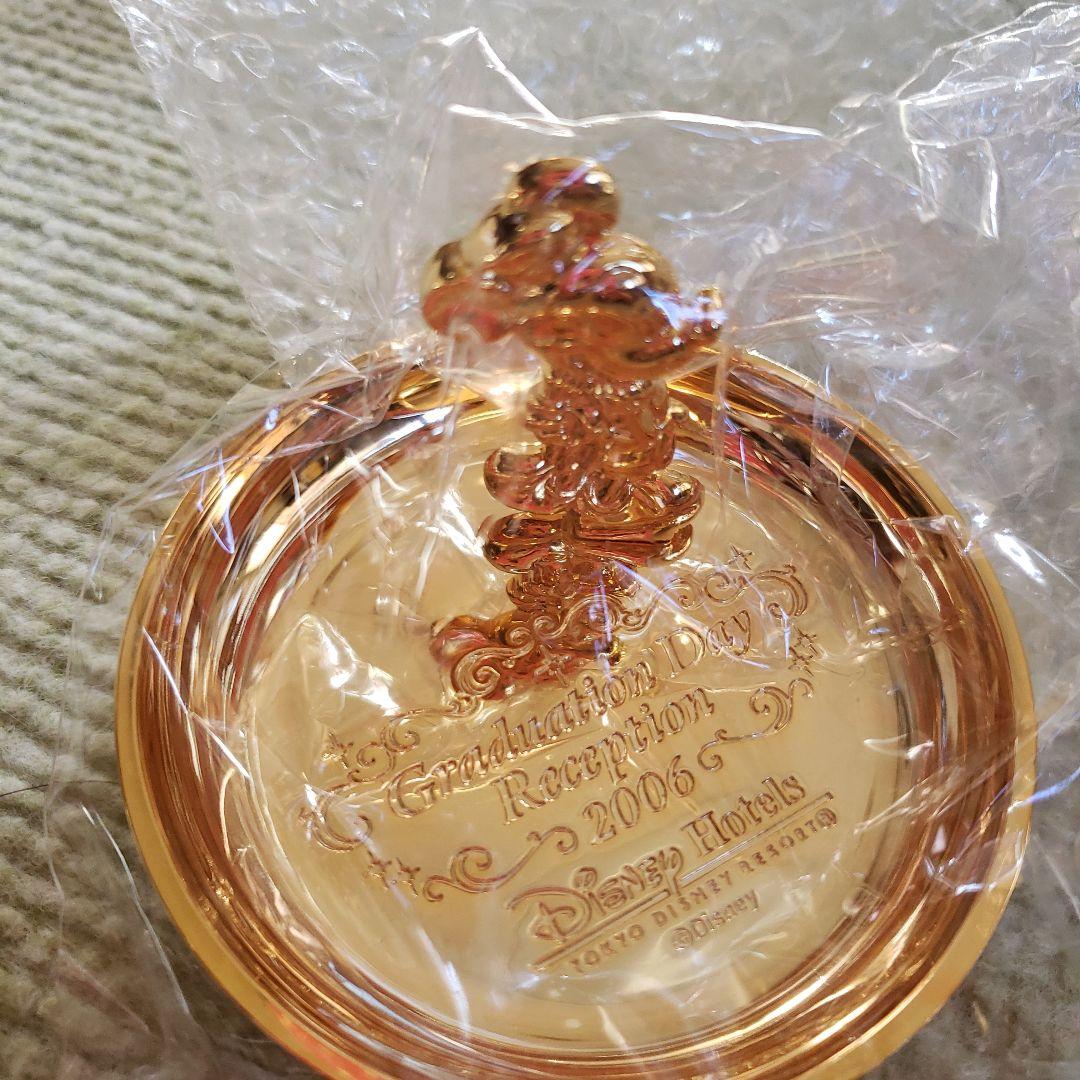 Graduation Day
Reception
2006
Disney Hotels
TOKYO DISNEY RESORT®
©Disney